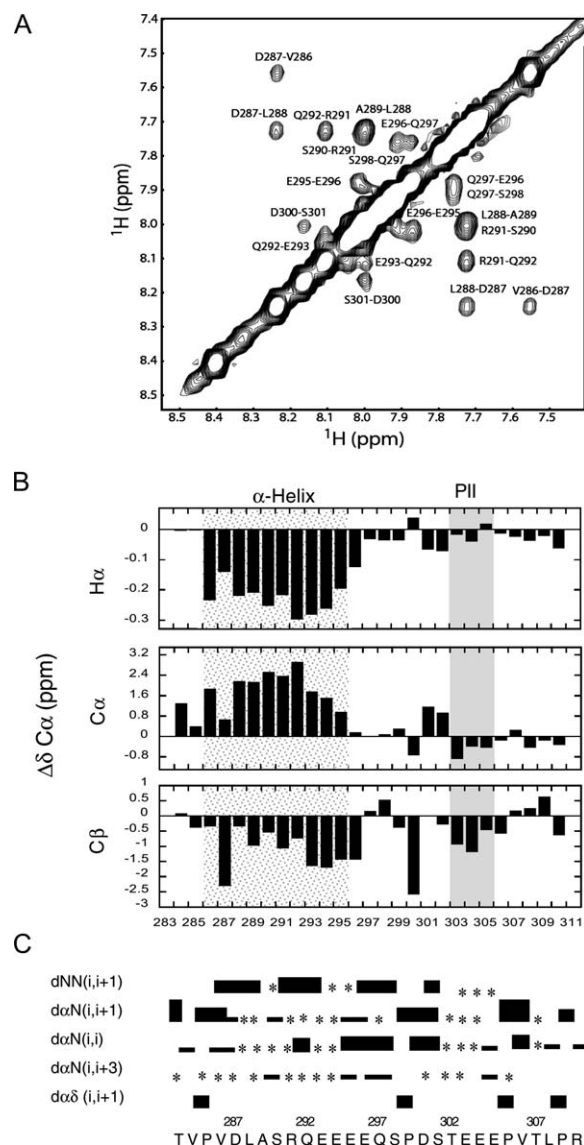 A
7.4
7.5
7.6
7.7
7.8
7.9
8.0
8.1
8.2
8.3
8.4
8.5
¹H (ppm)
D287-V286
D287-L288
Q292-R291
A289-L288
E296-Q297
S290-R291
S298-Q297
E295-E296
Q297-E296
Q297-S298
D300-S301
E296-E295
L288-A289
R291-S290
Q292-E293
E293-Q292
R291-Q292
S301-D300
L288-D287
V286-D287
8.5 8.4 8.3 8.2 8.1 8.0 7.9 7.8 7.7 7.6 7.5
¹H (ppm)
B
α-Helix PII
0
-0.1
-0.2
-0.3
Hα
3.2
2.4
1.6
0.8
0
-0.8
Cα
Δδ Cα (ppm)
1
0.5
0
-0.5
-1
-1.5
-2
-2.5
-3
Cβ
283 285 287 289 291 293 295 297 299 301 303 305 307 309 311
C
dNN(i,i+1) * * * * * *
dαN(i,i+1)
dαN(i,i)
dαN(i,i+3)
dαδ (i,i+1)
287 292 297 302 307
T V P V D L A S R Q E E E E Q S P D S T E E E P V T L P R